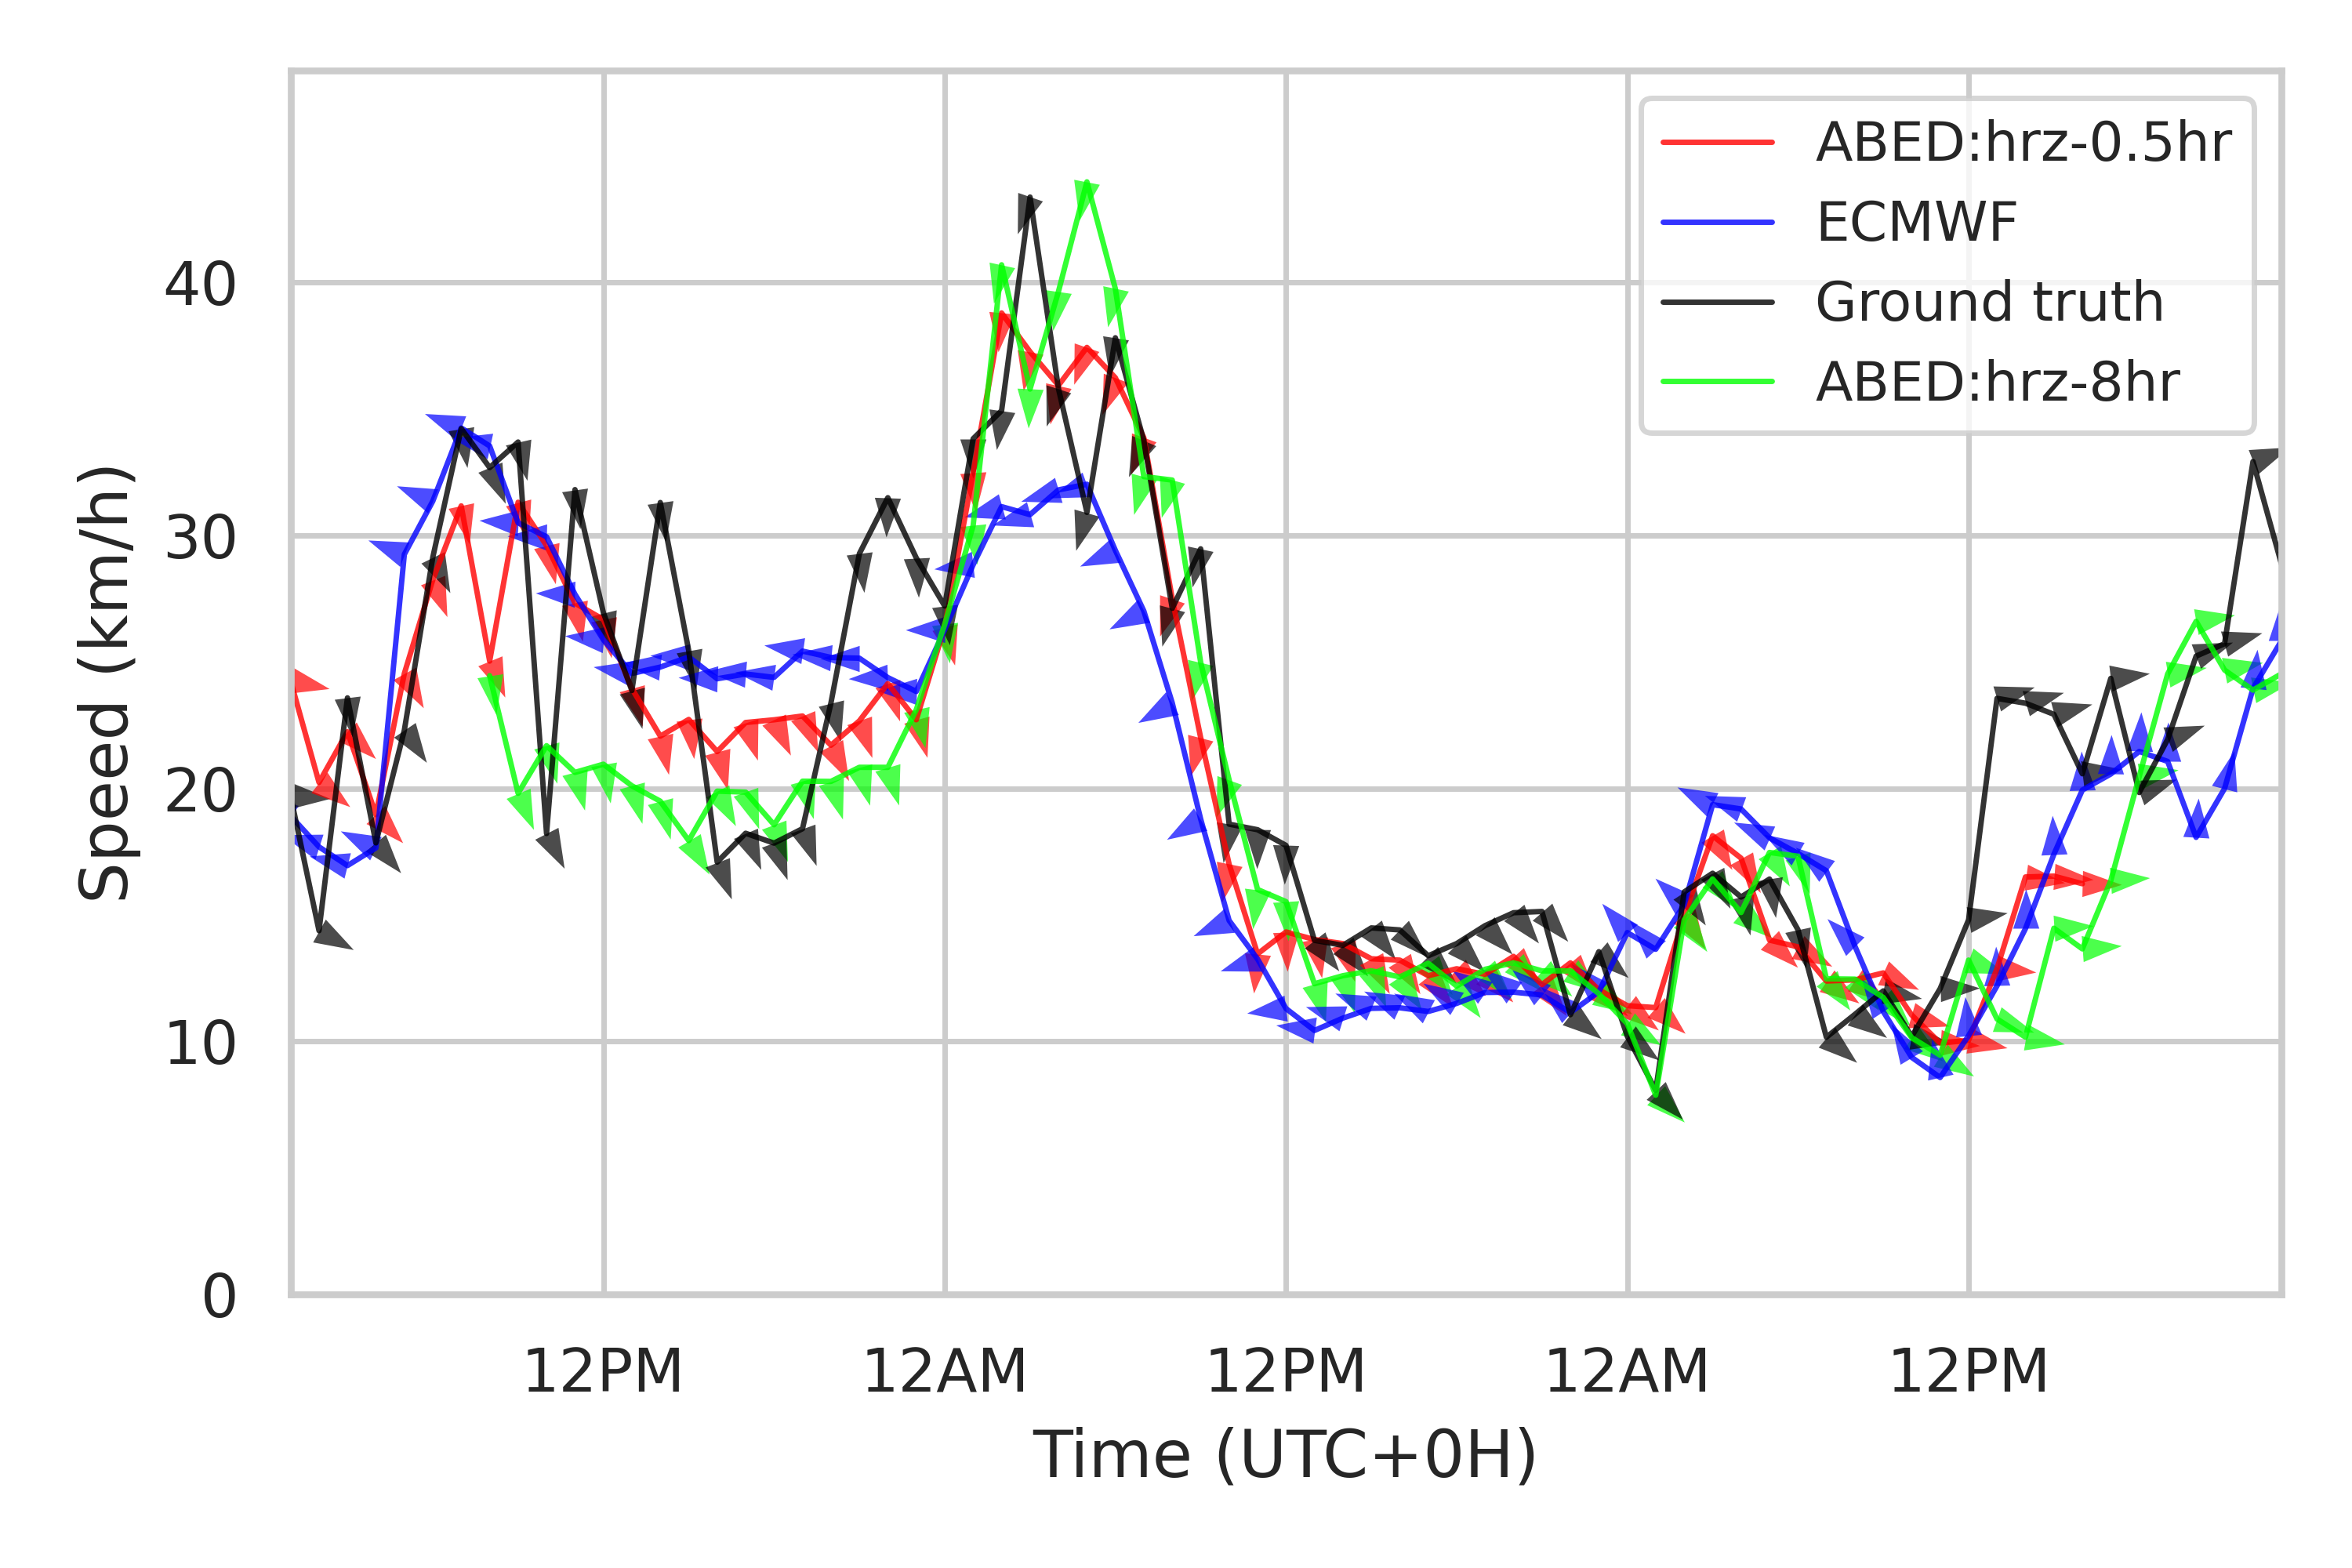 ABED:hrz-0.5hr
ECMWF
Ground truth
ABED:hrz-8hr
40
30
20
10
0
Speed (km/h)
12PM 12AM 12PM 12AM 12PM
Time (UTC+0H)